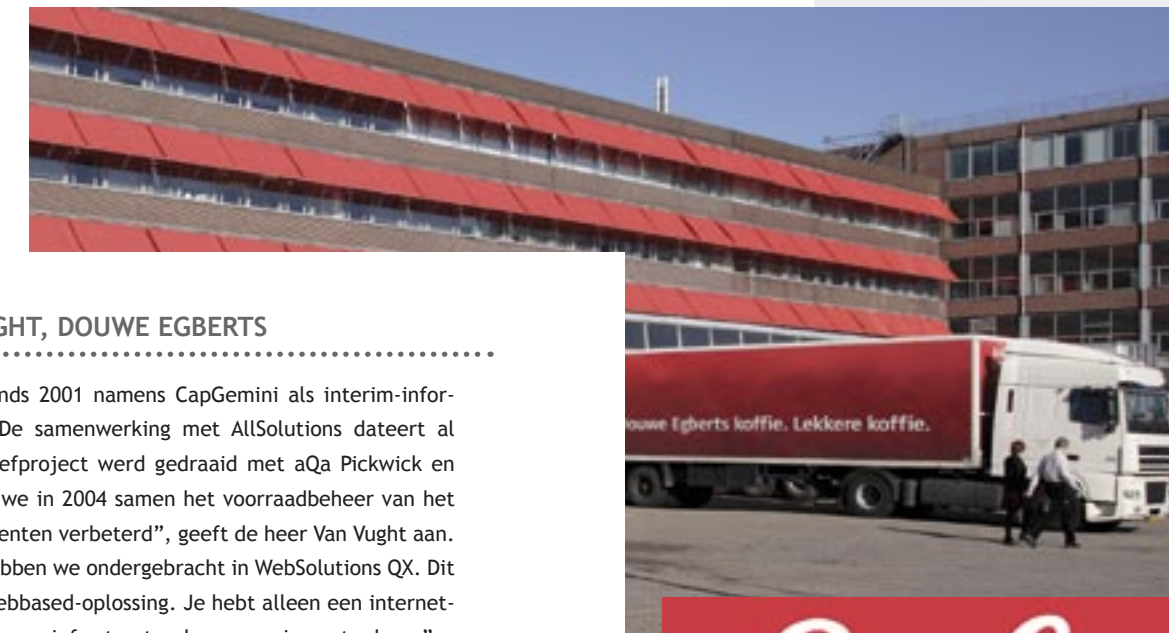 GHT, DOUWE EGBERTS
nds 2001 namens CapGemini als interim-infor-
De samenwerking met AllSolutions dateert al
efproject werd gedraaid met aQa Pickwick en
we in 2004 samen het voorraadbeheer van het
enten verbeterd”, geeft de heer Van Vught aan.
bben we ondergebracht in WebSolutions QX. Dit
ebbased-oplossing. Je hebt alleen een internet-
ouwe Egberts koffie. Lekkere koffie.